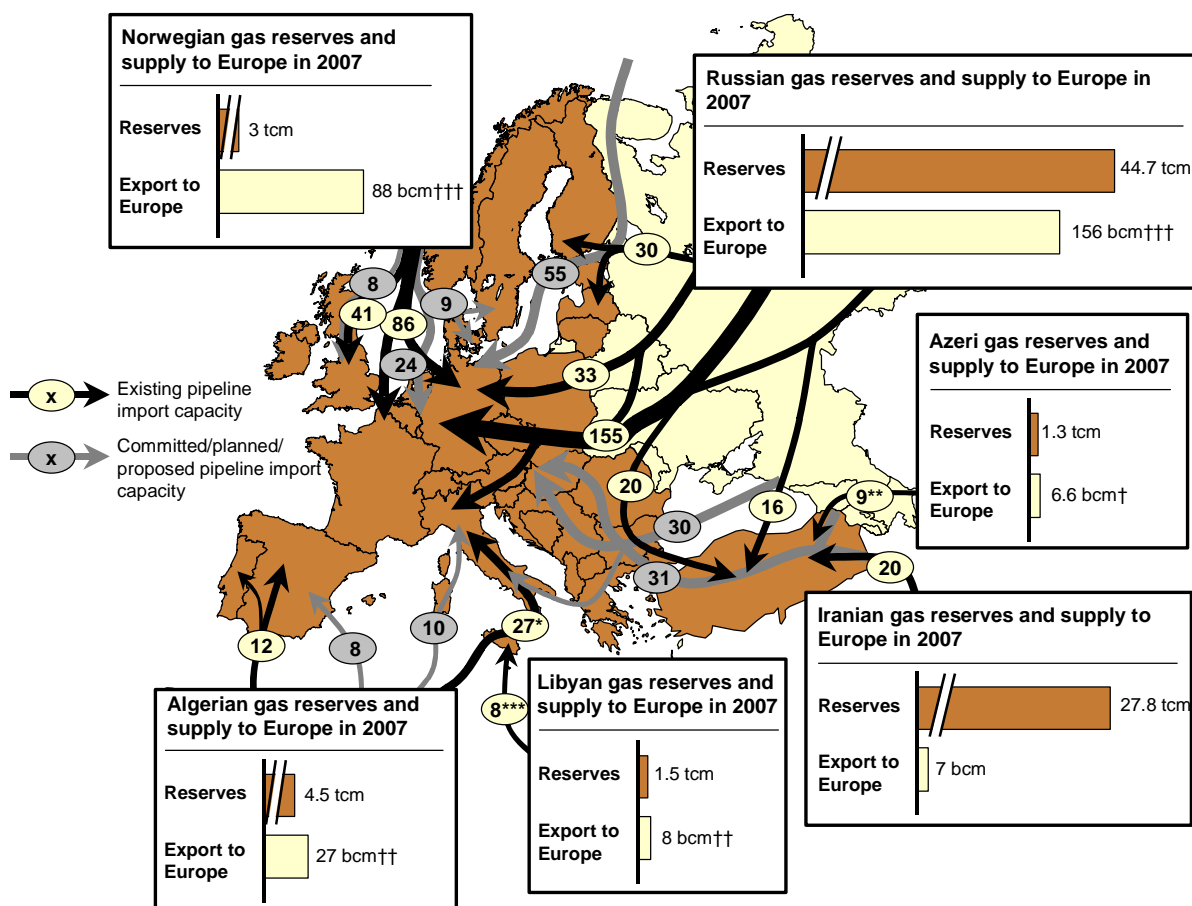 Norwegian gas reserves and
supply to Europe in 2007
Reserves
3 tcm
Export to
Europe
88 bcm†††
Russian gas reserves and supply to Europe in
2007
Reserves
44.7 tcm
Export to
Europe
156 bcm†††
30
55
8
9
41
86
24
33
x
Existing pipeline
import capacity
x
Committed/planned/
proposed pipeline import
capacity
155
20
16
9**
30
31
20
Azeri gas reserves and
supply to Europe in 2007
Reserves
1.3 tcm
Export to
Europe
6.6 bcm†
12
8
10
27*
8***
Iranian gas reserves and supply to
Europe in 2007
Reserves
27.8 tcm
Export to
Europe
7 bcm
Algerian gas reserves and
supply to Europe in 2007
Reserves
4.5 tcm
Export to
Europe
27 bcm††
Libyan gas reserves and
supply to Europe in 2007
Reserves
1.5 tcm
Export to
Europe
8 bcm††